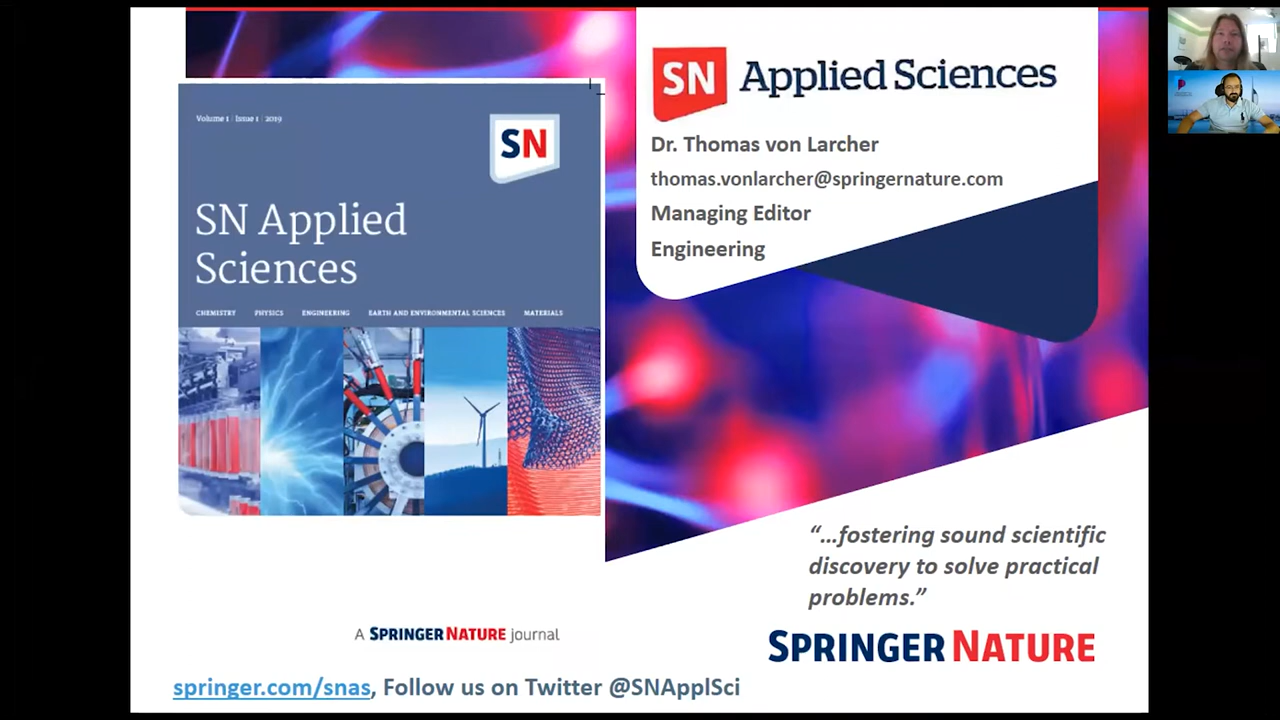 Volume 1 | Issue 1 | 2019
SN
SN Applied
Sciences
CHEMISTRY PHYSICS ENGINEERING EARTH AND ENVIRONMENTAL SCIENCES MATERIALS
A SPRINGER NATURE journal
SN Applied Sciences
Dr. Thomas von Larcher
thomas.vonlarcher@springernature.com
Managing Editor
Engineering
“…fostering sound scientific
discovery to solve practical
problems.”
SPRINGER NATURE
springer.com/snas, Follow us on Twitter @SNApplSci